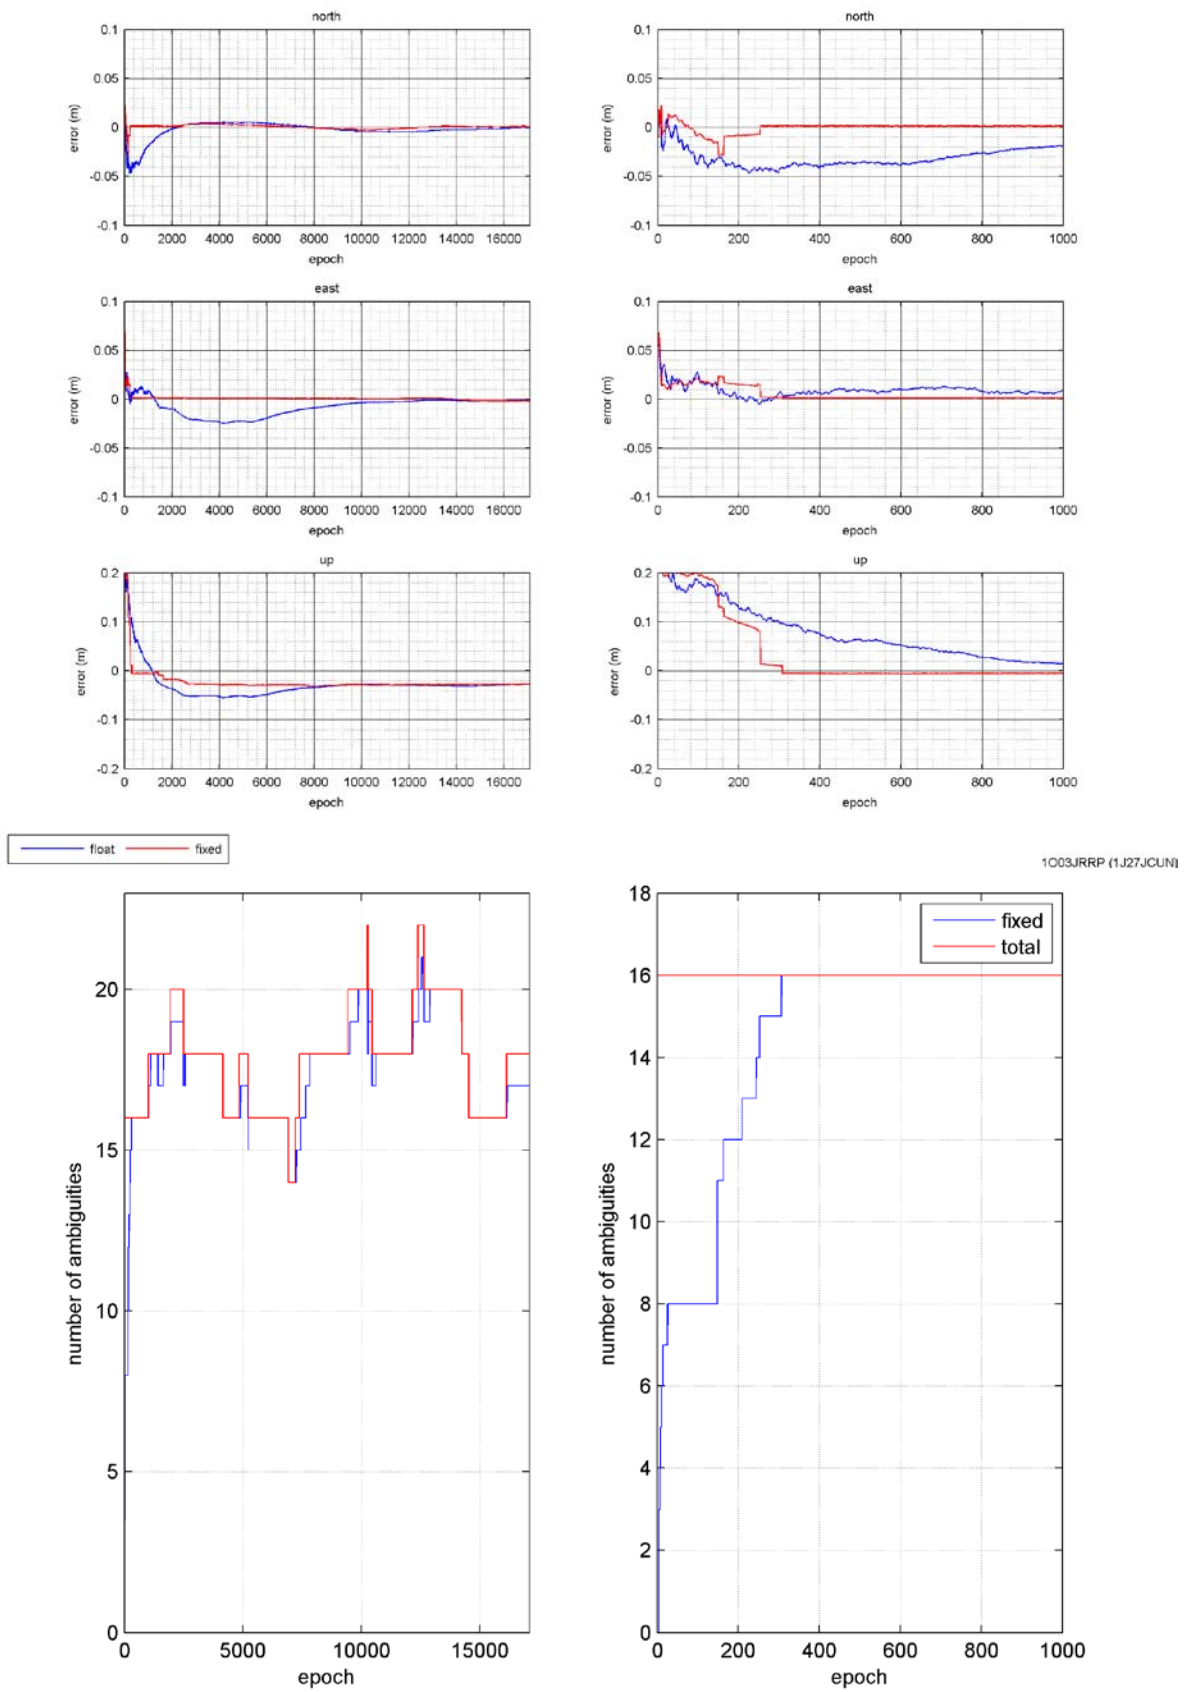 north
north
0.1
0.05
0
-0.05
-0.1
error (m)
0 2000 4000 6000 8000 10000 12000 14000 16000
epoch
0.1
0.05
0
-0.05
-0.1
error (m)
0 200 400 600 800 1000
epoch
east
east
0.1
0.05
0
-0.05
-0.1
error (m)
0 2000 4000 6000 8000 10000 12000 14000 16000
epoch
0.1
0.05
0
-0.05
-0.1
error (m)
0 200 400 600 800 1000
epoch
up
up
0.2
0.1
0
-0.1
-0.2
error (m)
0 2000 4000 6000 8000 10000 12000 14000 16000
epoch
0.2
0.1
0
-0.1
-0.2
error (m)
0 200 400 600 800 1000
epoch
float fixed
1O03JRRP (1J27JCUN)
20
15
10
5
0
number of ambiguities
0 5000 10000 15000
epoch
18
16
14
12
10
8
6
4
2
0
number of ambiguities
fixed
total
0 200 400 600 800 1000
epoch